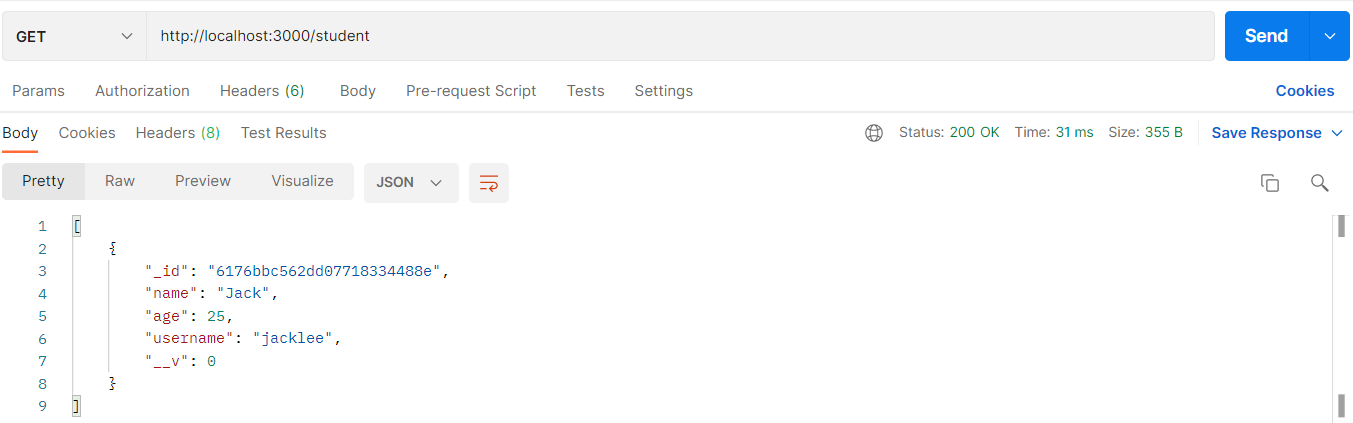 GET http://localhost:3000/student Send
Params Authorization Headers (6) Body Pre-request Script Tests Settings Cookies
Body Cookies Headers (8) Test Results Status: 200 OK Time: 31 ms Size: 355 B Save Response
Pretty Raw Preview Visualize JSON
1 [
2 {
3 "_id": "6176bbc562dd07718334488e",
4 "name": "Jack",
5 "age": 25,
6 "username": "jacklee",
7 "__v": 0
8 }
9 ]